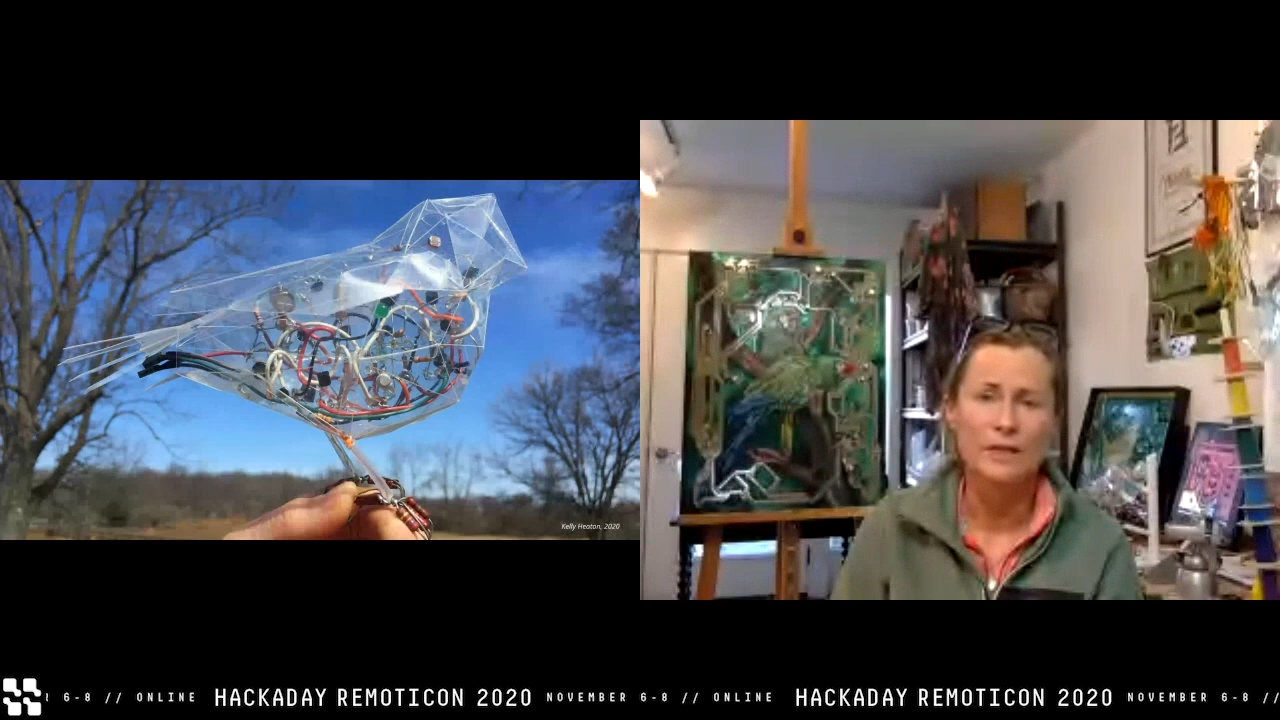 Kelly Heaton, 2020
6-8 // ONLINE HACKADAY REMOTICON 2020 NOVEMBER 6-8 // ONLINE HACKADAY REMOTICON 2020 NOVEMBER 6-8 //